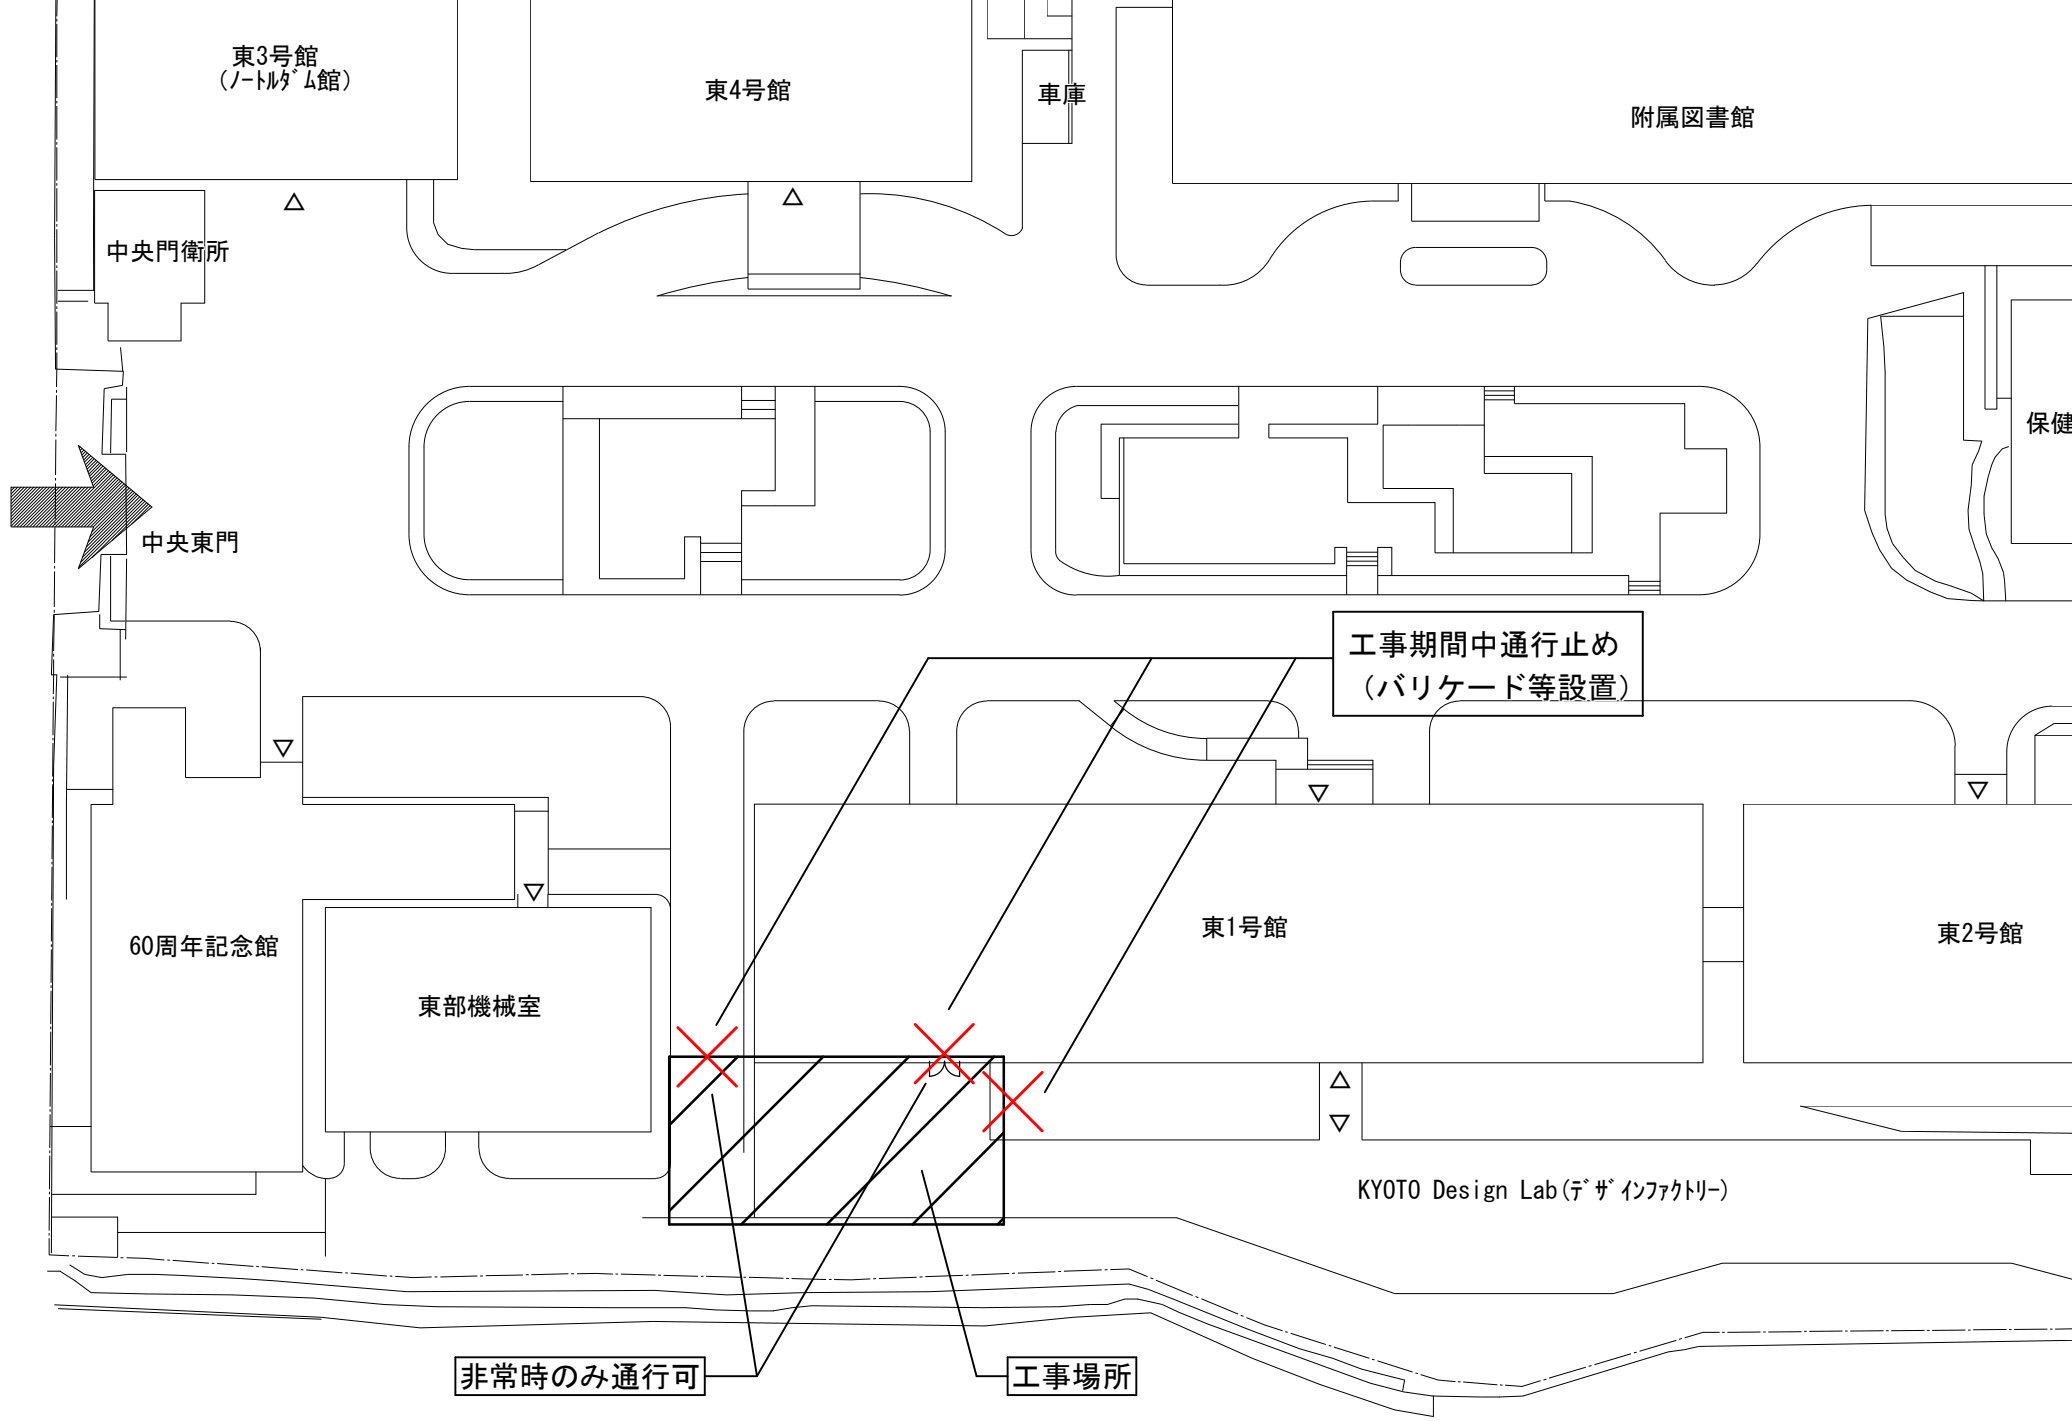 東3号館
(ﾉｰﾄﾙﾀﾞﾑ館)
東4号館
車庫
附属図書館
中央門衛所
保健
中央東門
工事期間中通行止め
(バリケード等設置)
60周年記念館
東部機械室
東1号館
東2号館
KYOTO Design Lab(ﾃﾞｻﾞｲﾝﾌｧｸﾄﾘｰ)
非常時のみ通行可
工事場所